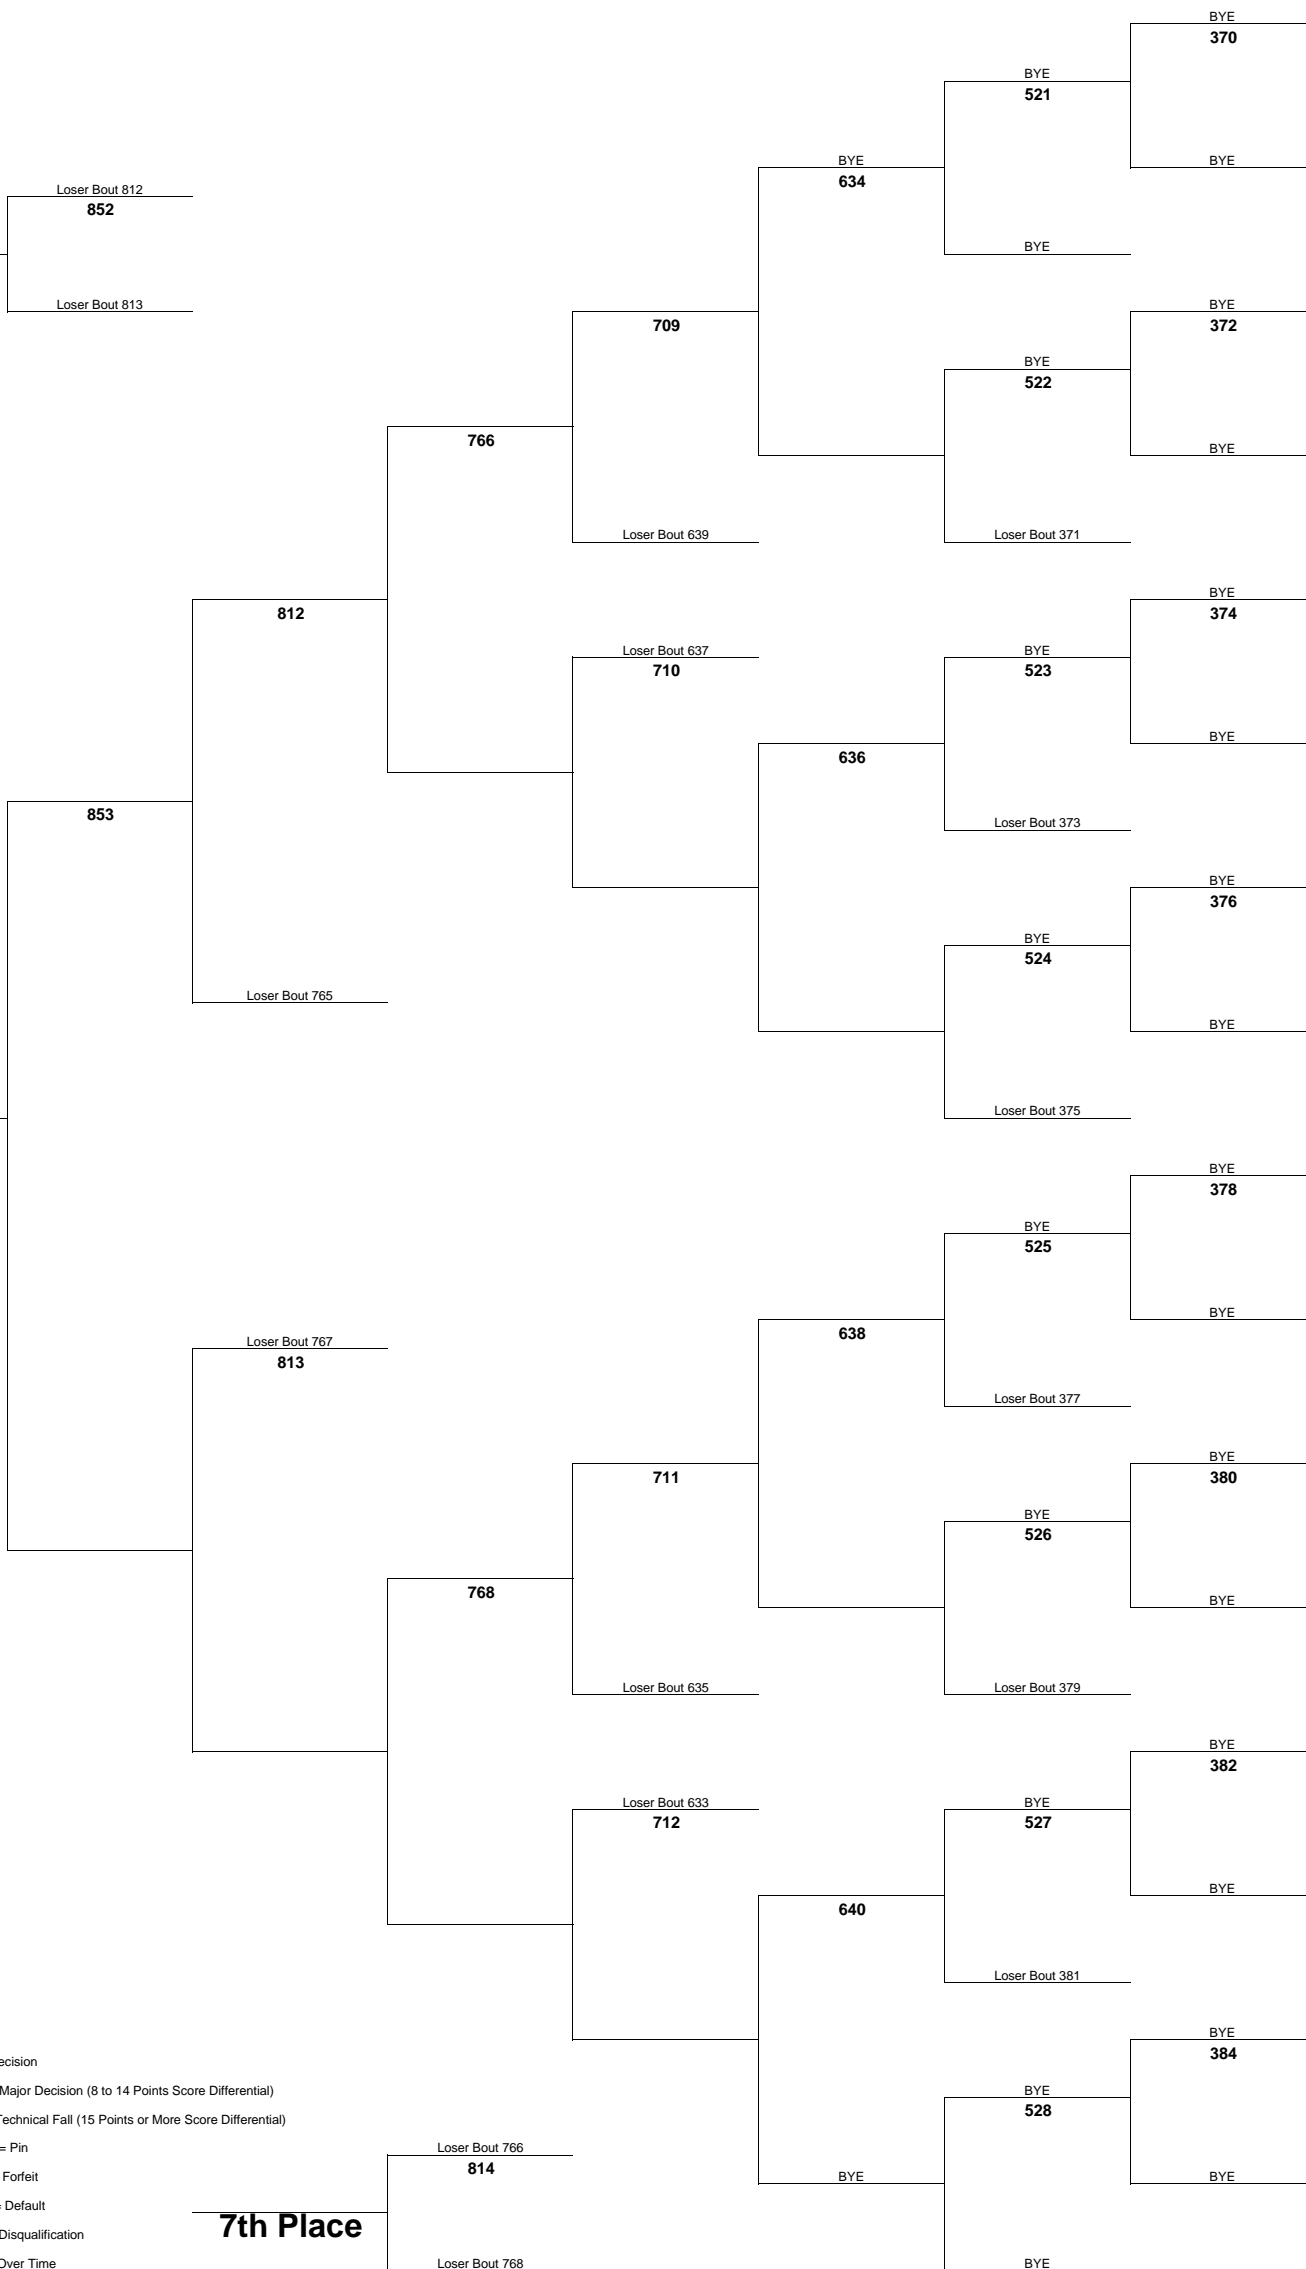 BYE
370
BYE
521
BYE
BYE
634
Loser Bout 812
852
BYE
Loser Bout 813
BYE
709
372
BYE
522
766
BYE
Loser Bout 639
Loser Bout 371
BYE
812
374
Loser Bout 637
BYE
710
523
BYE
636
853
Loser Bout 373
BYE
376
BYE
524
Loser Bout 765
BYE
Loser Bout 375
BYE
378
BYE
525
BYE
638
Loser Bout 767
813
Loser Bout 377
BYE
711
380
BYE
526
768
BYE
Loser Bout 635
Loser Bout 379
BYE
382
Loser Bout 633
BYE
712
527
BYE
640
Loser Bout 381
BYE
384
ecision
Major Decision (8 to 14 Points Score Differential)
BYE
528
Technical Fall (15 Points or More Score Differential)
= Pin
Loser Bout 766
814
Forfeit
BYE
BYE
= Default
7th Place
Disqualification
Over Time
Loser Bout 768
BYE